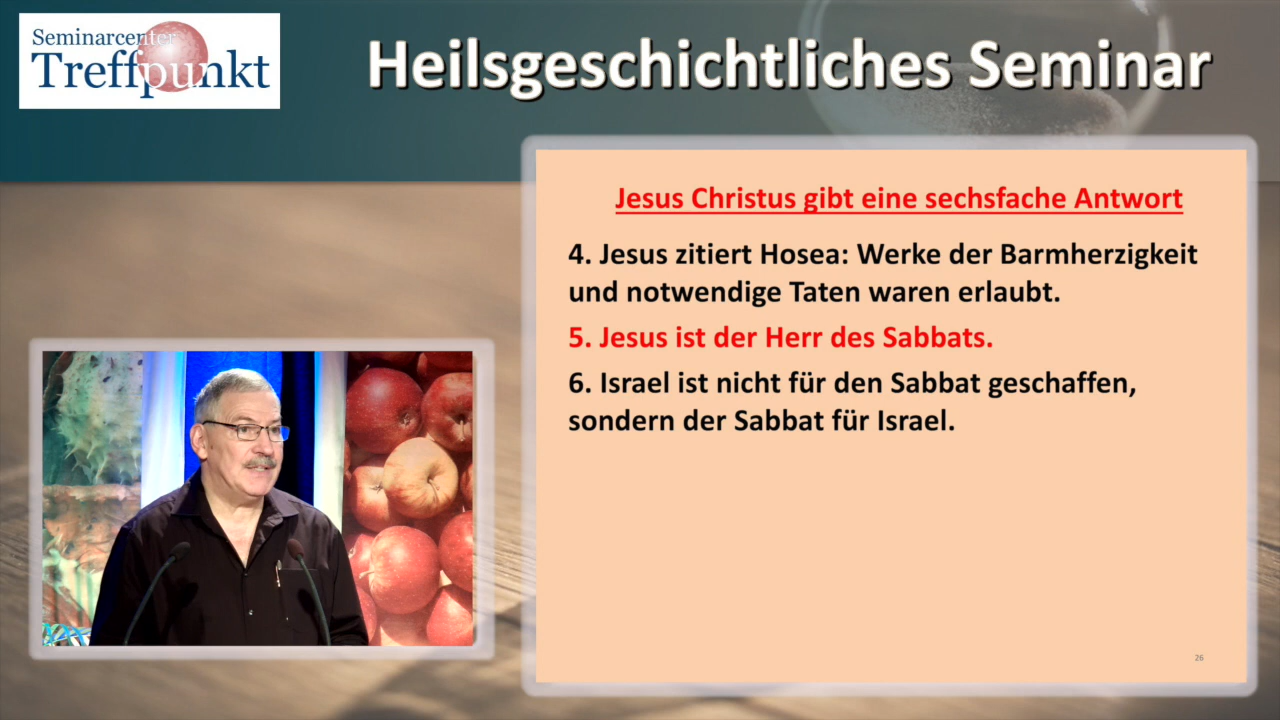 Seminarcenter
Treffpunkt
Heilsgeschichtliches Seminar
Jesus Christus gibt eine sechsfache Antwort
4. Jesus zitiert Hosea: Werke der Barmherzigkeit
und notwendige Taten waren erlaubt.
5. Jesus ist der Herr des Sabbats.
6. Israel ist nicht für den Sabbat geschaffen,
sondern der Sabbat für Israel.
26